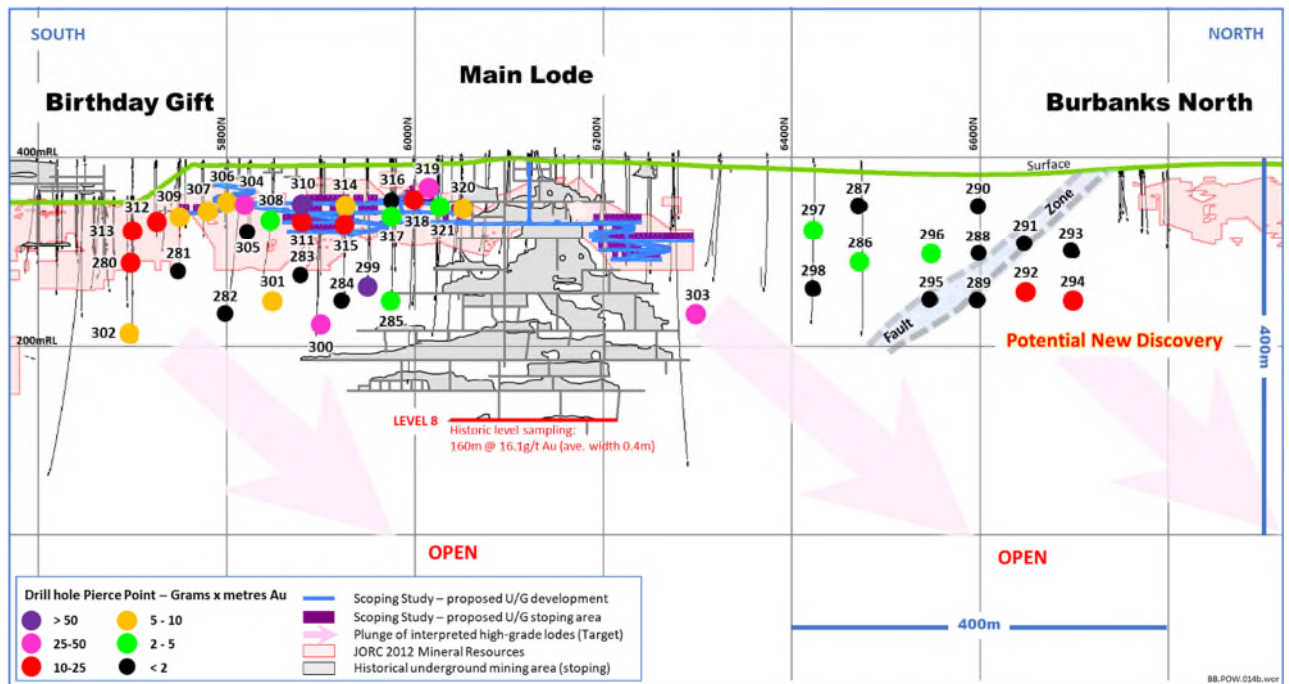 SOUTH
NORTH
Main Lode
Birthday Gift
Burbanks North
5800N
6000N
6200N
6400N
6600N
400mRL
Surface
319
306
316
307
304
310
314
320
309
308
312
287
290
313
318
297
305
311
315
317
321
291
293
296
288
286
280
281
283
299
298
292
294
301
284
295
289
282
285
303
302
300
Zone
Fault
200mRL
Potential New Discovery
400m
LEVEL 8
Historic level sampling:
160m @ 16.1g/t Au (ave. width 0.4m)
OPEN
OPEN
Drill hole Pierce Point – Grams x metres Au
> 50
5 - 10
25-50
2 - 5
10-25
< 2
Scoping Study – proposed U/G development
Scoping Study – proposed U/G stoping area
Plunge of interpreted high-grade lodes (Target)
JORC 2012 Mineral Resources
Historical underground mining area (stoping)
400m
BB.POW.014b.wor